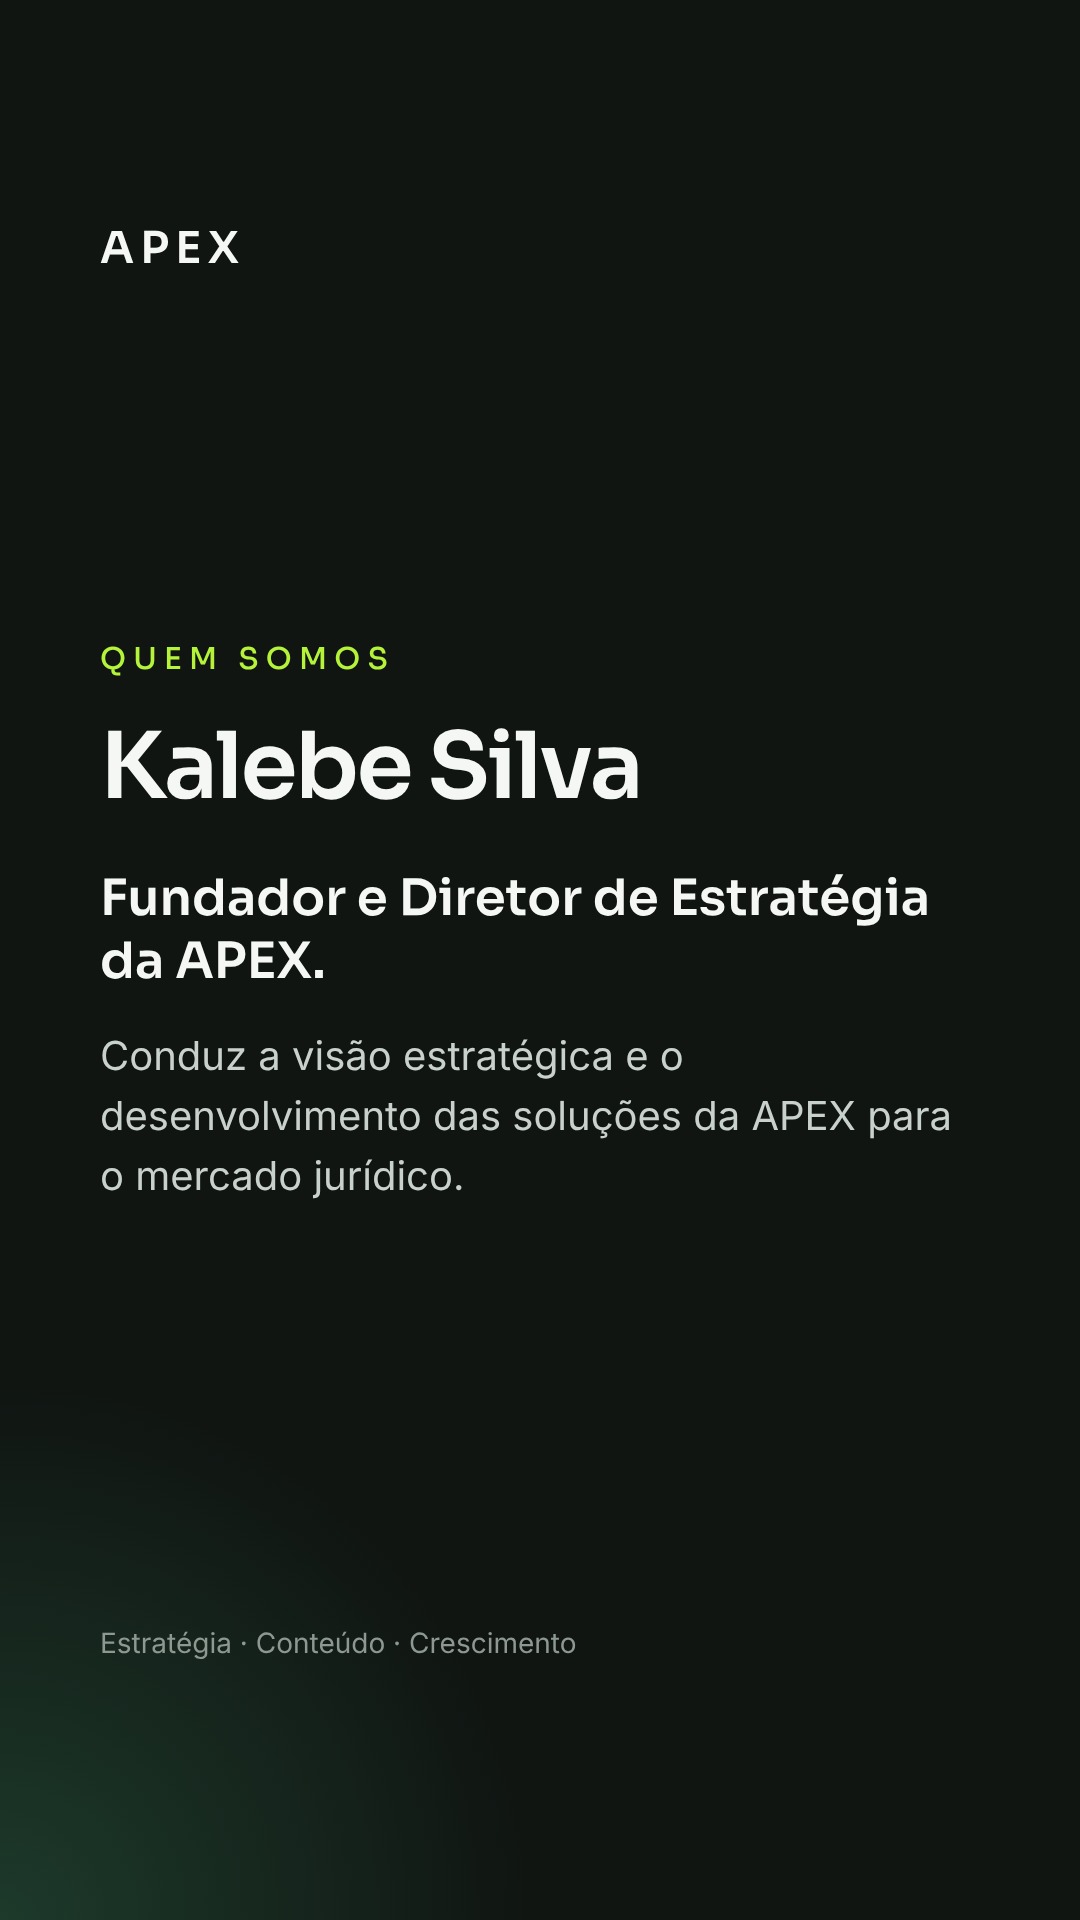 APEX
QUEM SOMOS
Kalebe Silva
Fundador e Diretor de Estratégia
da APEX.
Conduz a visão estratégica e o
desenvolvimento das soluções da APEX para
o mercado jurídico.
Estratégia · Conteúdo · Crescimento